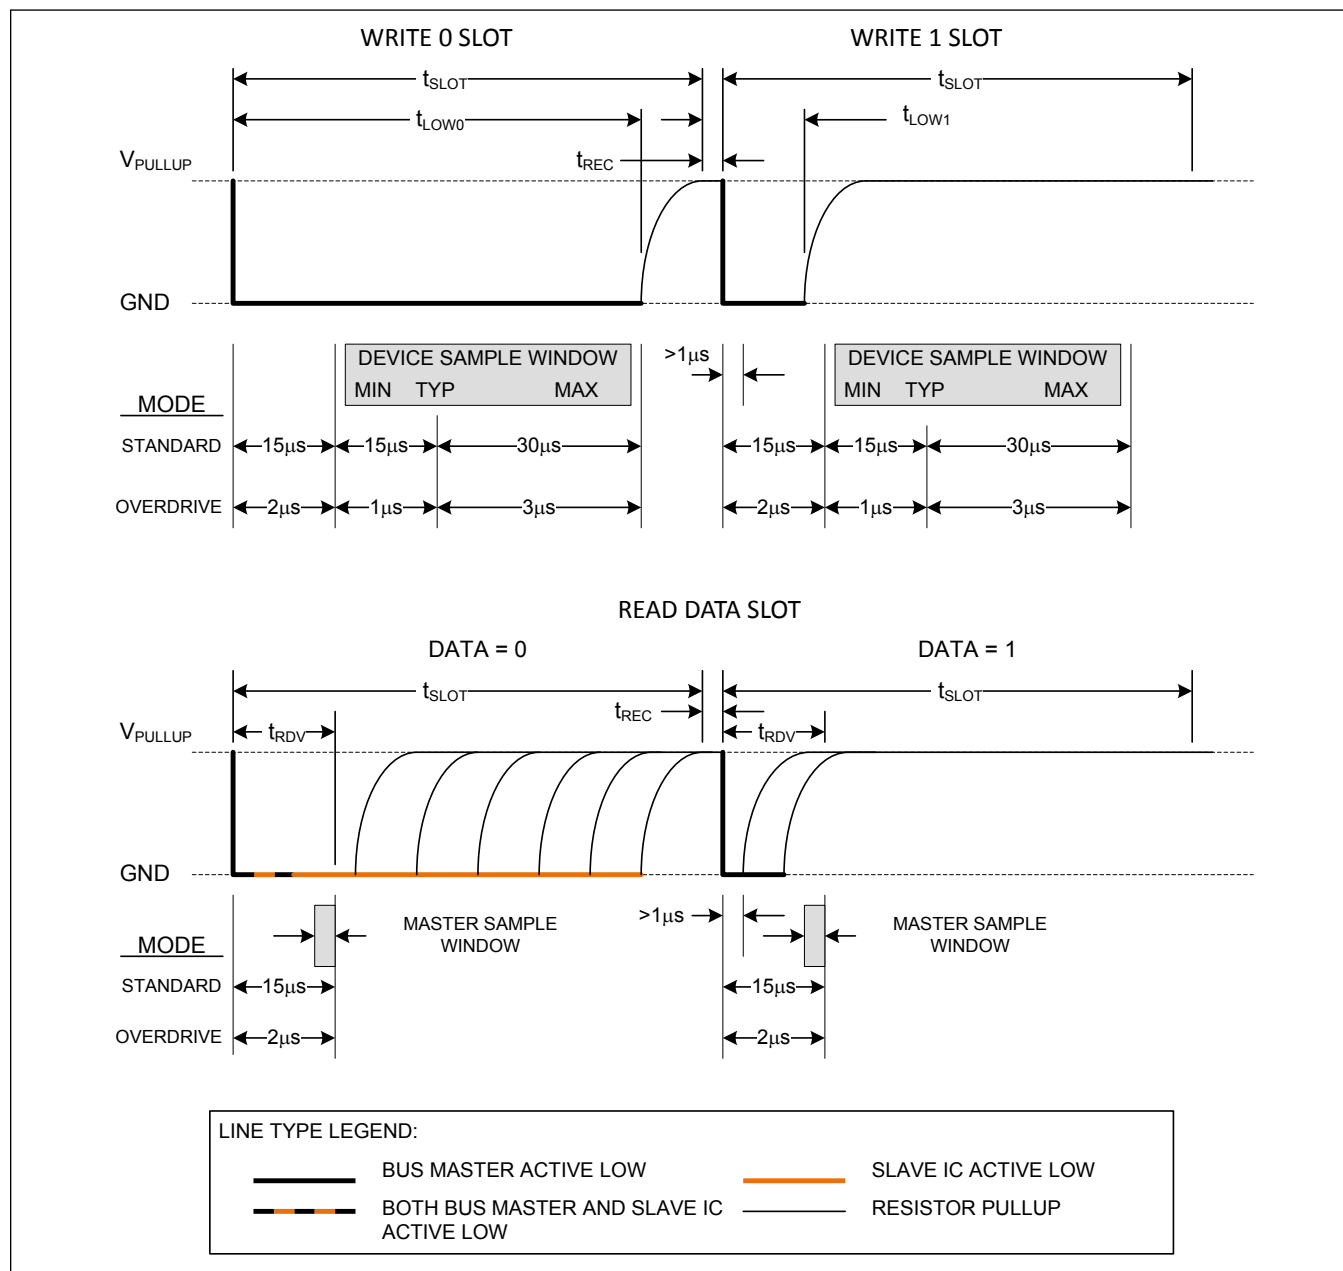 WRITE 0 SLOT WRITE 1 SLOT
tSLOT tSLOT
tLOW0 tLOW1
VPULLUP tREC
GND
DEVICE SAMPLE WINDOW >1μs DEVICE SAMPLE WINDOW
MIN TYP MAX MIN TYP MAX
MODE
STANDARD 15μs 15μs 30μs 15μs 15μs 30μs
OVERDRIVE 2μs 1μs 3μs 2μs 1μs 3μs
READ DATA SLOT
DATA = 0 DATA = 1
tSLOT tSLOT
tREC
VPULLUP tRDV tRDV
GND
MASTER SAMPLE >1μs MASTER SAMPLE
WINDOW WINDOW
MODE
STANDARD 15μs 15μs
OVERDRIVE 2μs 2μs
LINE TYPE LEGEND:
BUS MASTER ACTIVE LOW SLAVE IC ACTIVE LOW
BOTH BUS MASTER AND SLAVE IC RESISTOR PULLUP
ACTIVE LOW